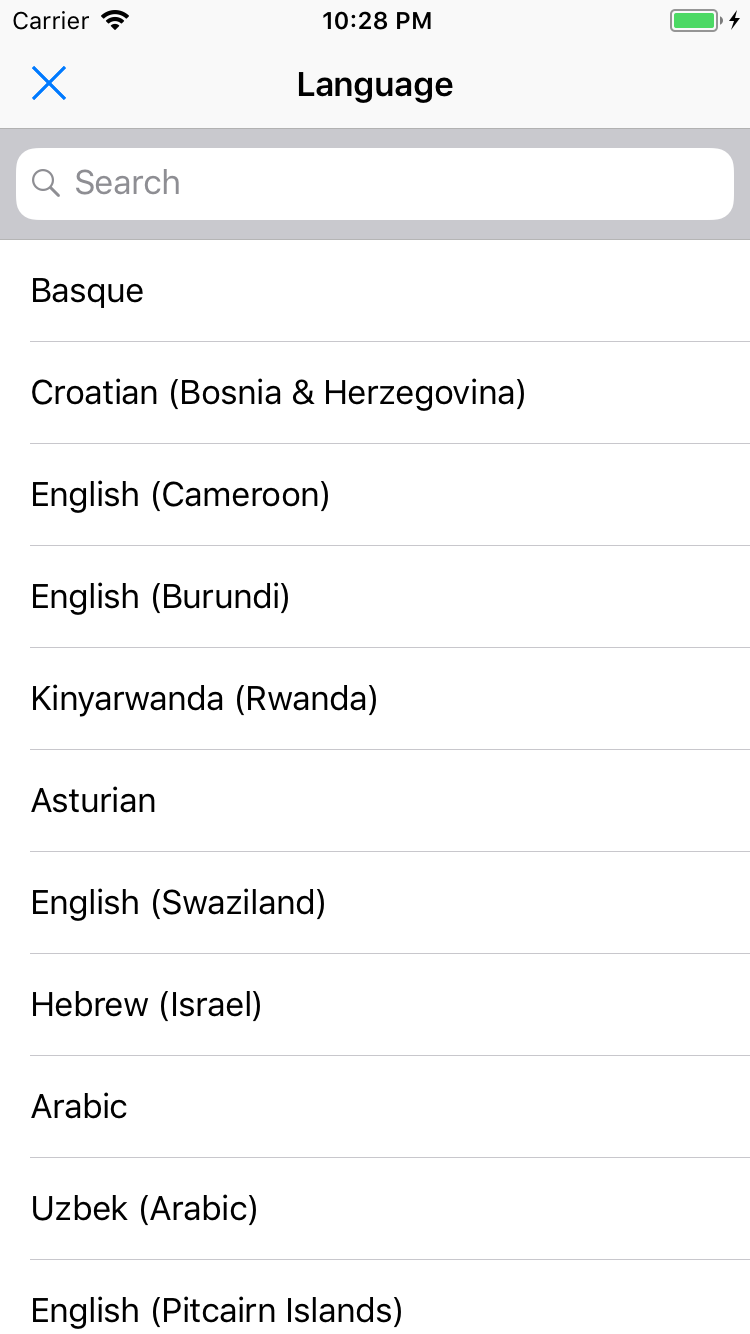 Carrier 10:28 PM
Language
Search
Basque
Croatian (Bosnia & Herzegovina)
English (Cameroon)
English (Burundi)
Kinyarwanda (Rwanda)
Asturian
English (Swaziland)
Hebrew (Israel)
Arabic
Uzbek (Arabic)
English (Pitcairn Islands)